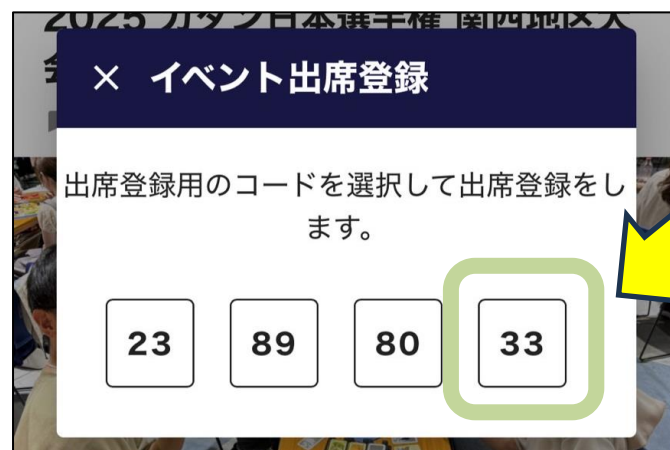 2025 カタン日本選手権 関西地区大
会
× イベント出席登録
出席登録用のコードを選択して出席登録をし
ます。
23 89 80 33